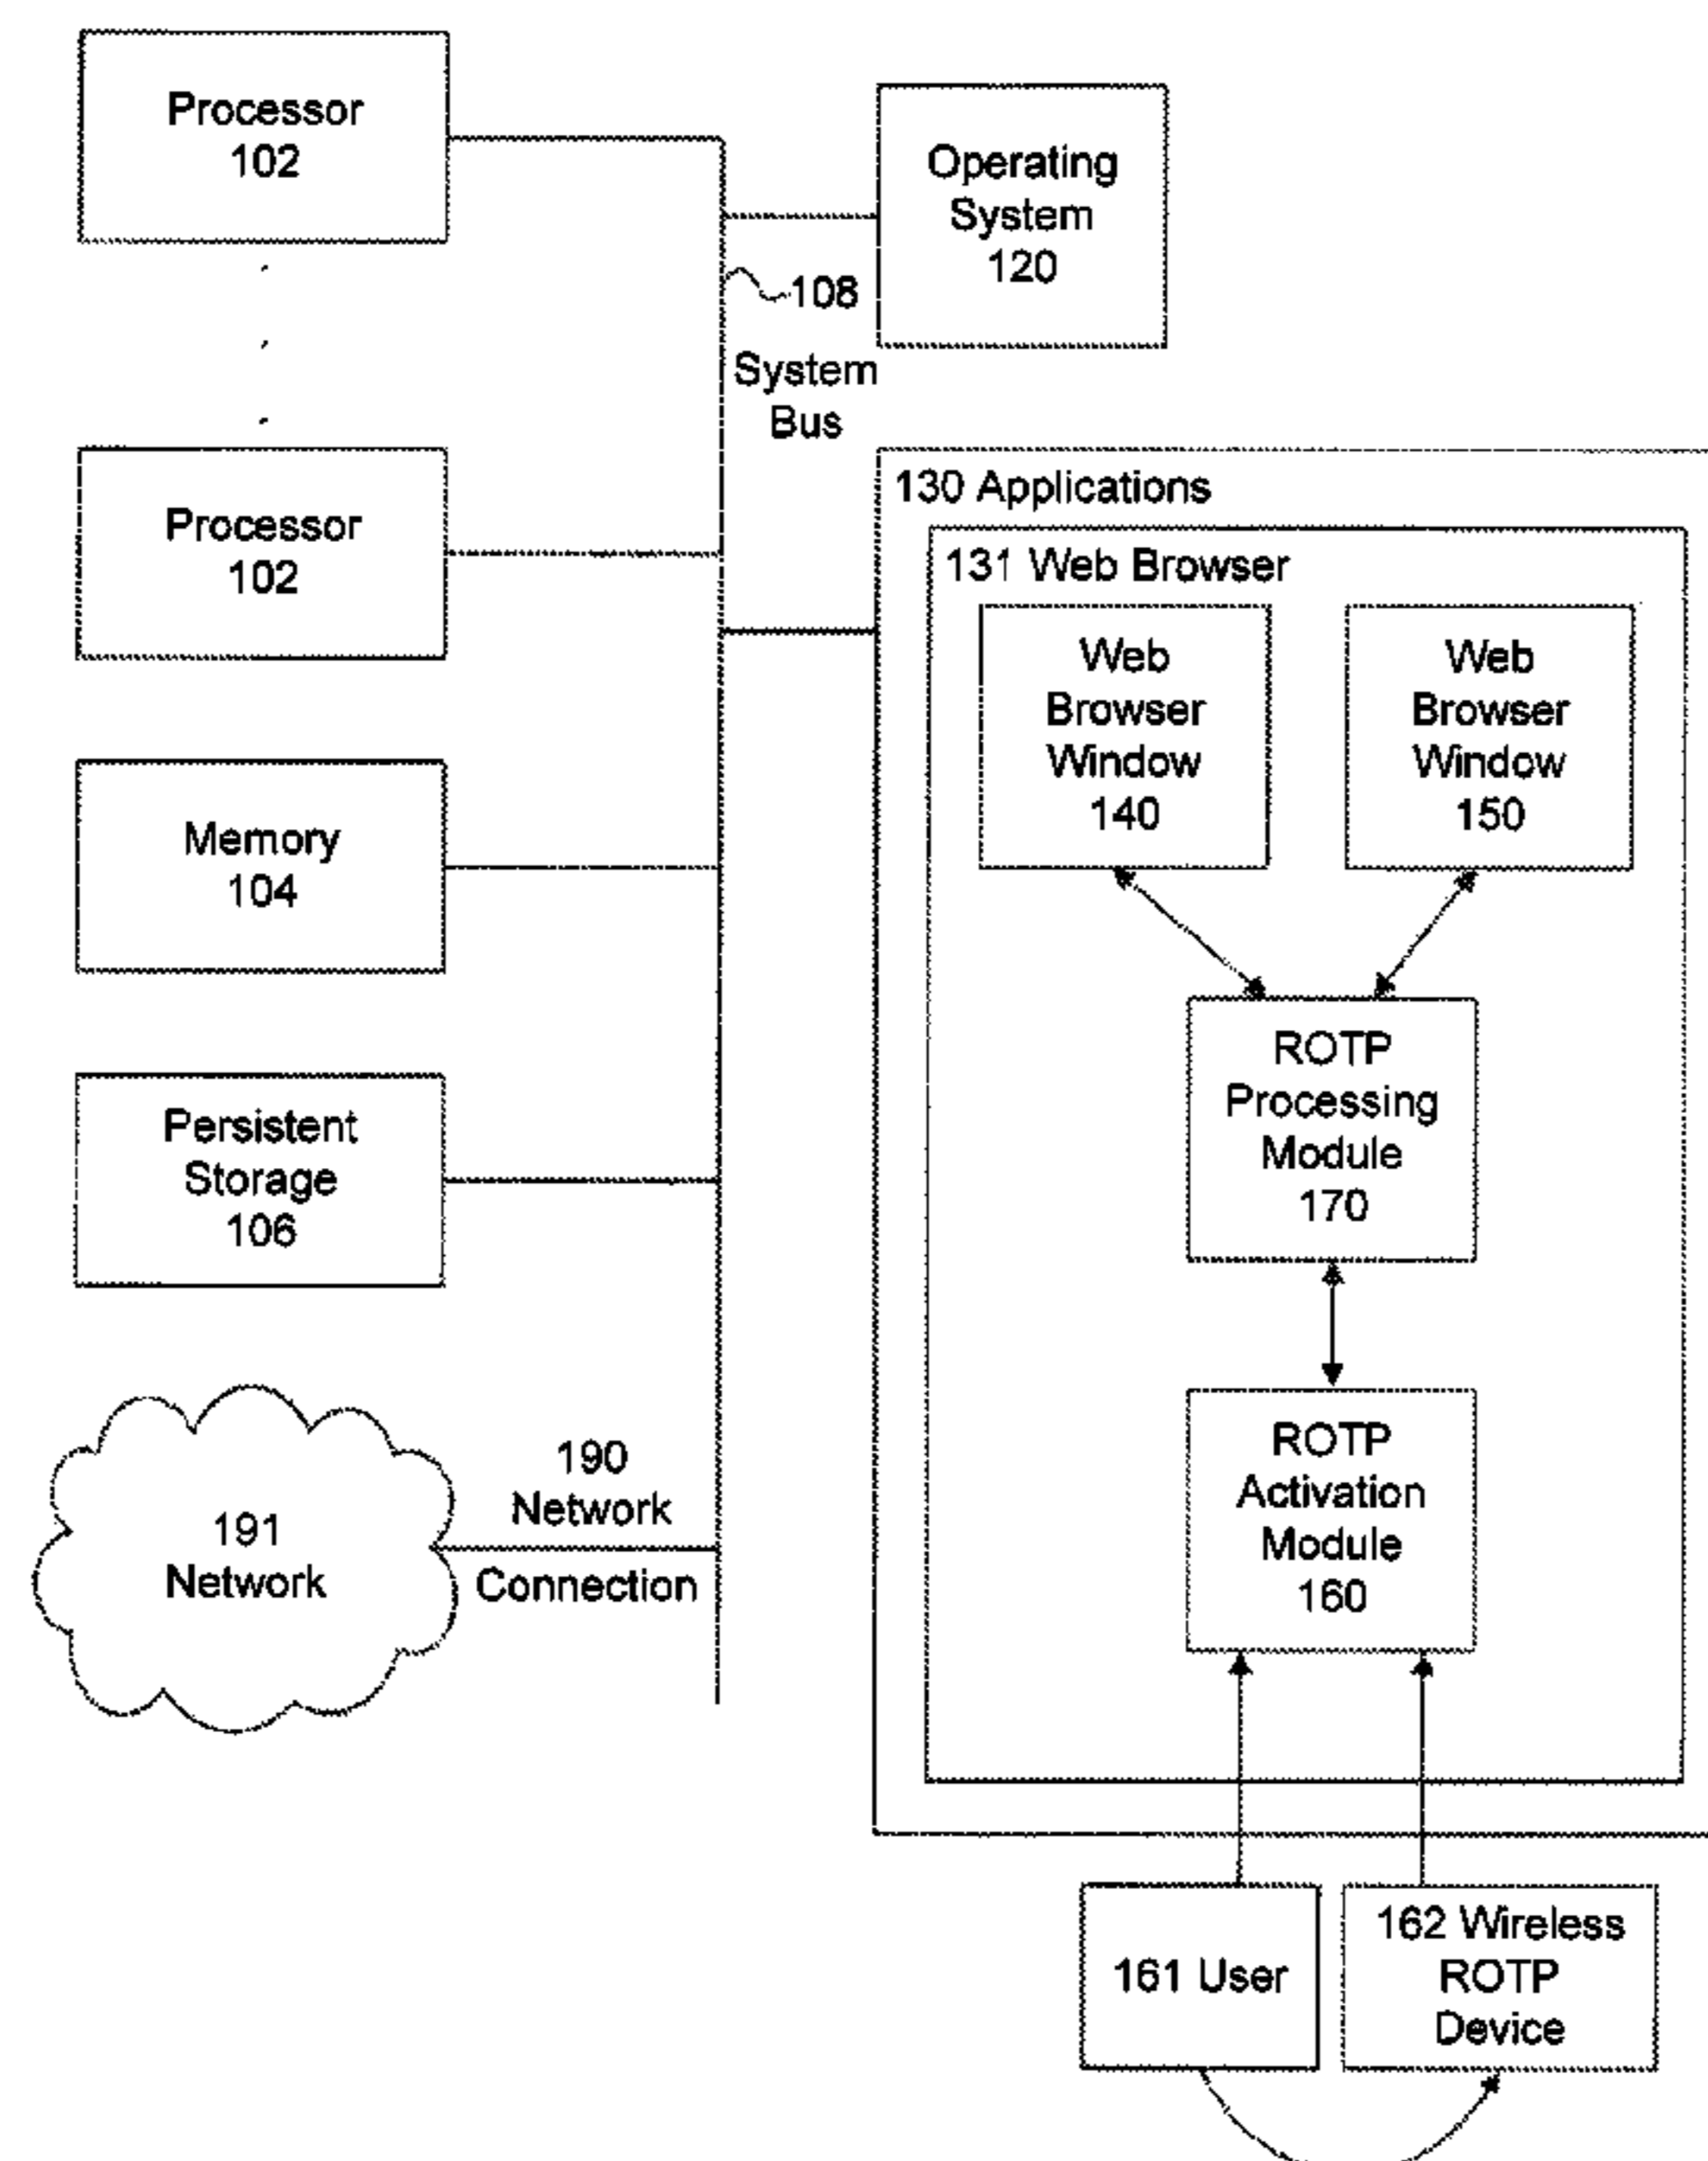 Processor
102
Operating
System
120
108
System
Bus
Processor
102
130 Applications
131 Web Browser
Web
Browser
Window
140
Web
Browser
Window
150
Memory
104
ROTP
Processing
Module
170
Persistent
Storage
106
ROTP
Activation
Module
160
190
Network
Connection
191
Network
161 User
162 Wireless
ROTP
Device